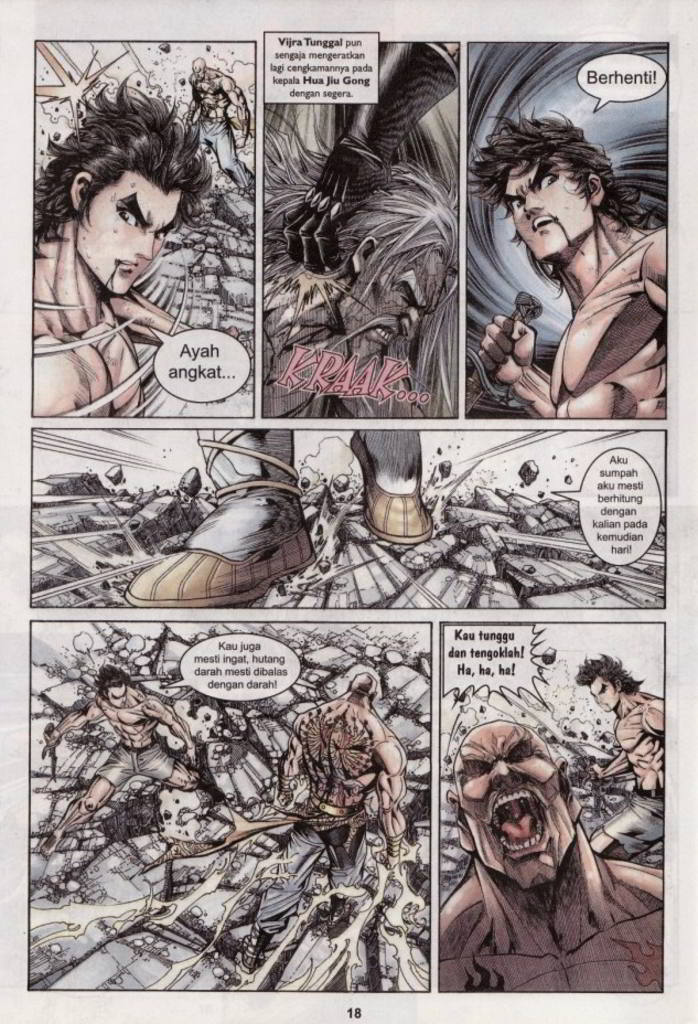 Vijra Tunggal pun
sengaja mengeratkan
lagi cengkamannya pada
kepala Hua Jiu Gong
dengan segera.
Ayah
angkat...
KRAAK...
Berhenti!
Aku
sumpah
aku mesti
berhitung
dengan
kalian pada
kemudian
hari!
Kau juga
mesti ingat, hutang
darah mesti dibalas
dengan darah!
Kau tunggu
dan tengoklah!
Ha, ha, ha!
18